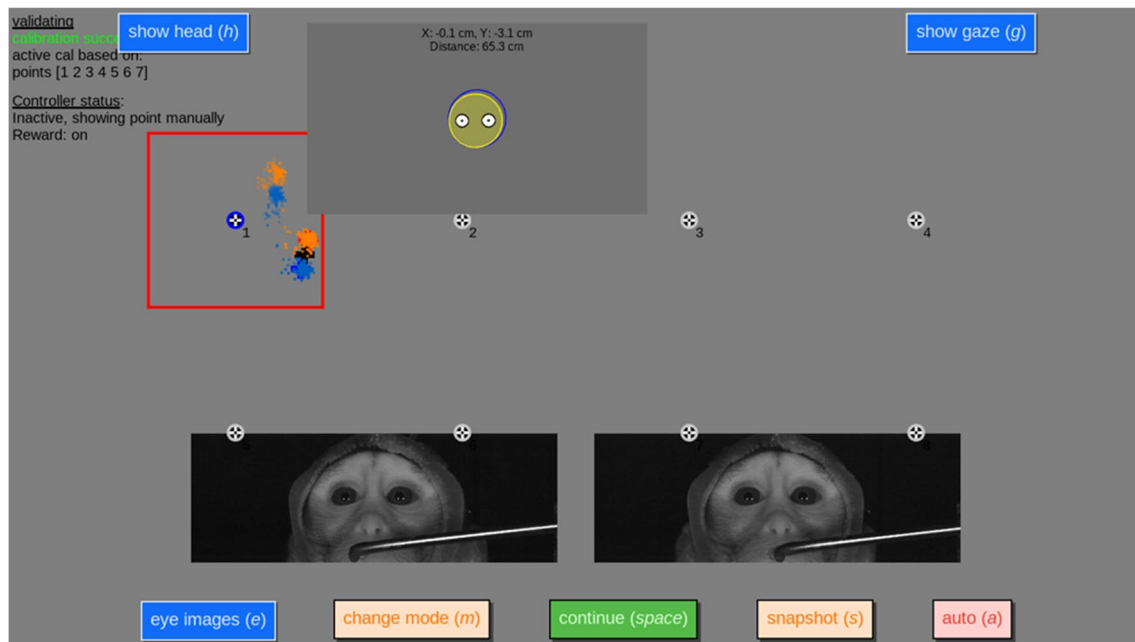 validating
show head (h)
X: -0.1 cm, Y: -3.1 cm
Distance: 65.3 cm
show gaze (g)
calibration succ
active cal based on:
points [1 2 3 4 5 6 7]
Controller status:
Inactive, showing point manually
Reward: on
1
2
3
4
eye images (e)
change mode (m)
continue (space)
snapshot (s)
auto (a)